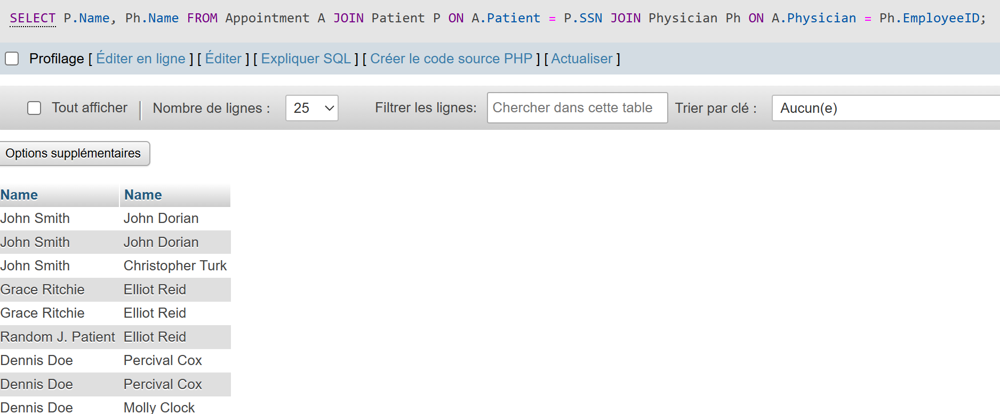 SELECT P.Name, Ph.Name FROM Appointment A JOIN Patient P ON A.Patient = P.SSN JOIN Physician Ph ON A.Physician = Ph.EmployeeID;
Profilage [ Éditer en ligne ] [ Éditer ] [ Expliquer SQL ] [ Créer le code source PHP ] [ Actualiser ]
Tout afficher Nombre de lignes : 25 Filtrer les lignes: Chercher dans cette table Trier par clé : Aucun(e)
Options supplémentaires
Name Name
John Smith John Dorian
John Smith John Dorian
John Smith Christopher Turk
Grace Ritchie Elliot Reid
Grace Ritchie Elliot Reid
Random J. Patient Elliot Reid
Dennis Doe Percival Cox
Dennis Doe Percival Cox
Dennis Doe Molly Clock